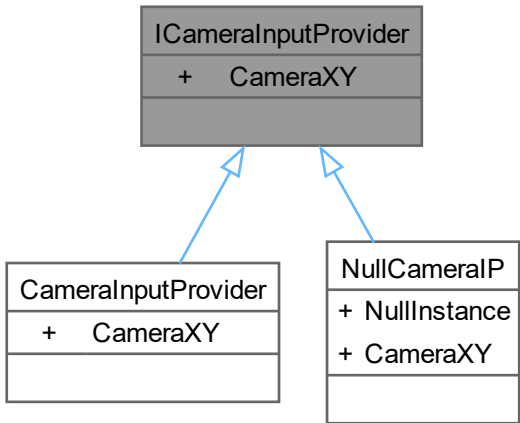 ICameraInputProvider
+ CameraXY
CameraInputProvider
+ CameraXY
NullCameraIP
+ NullInstance
+ CameraXY